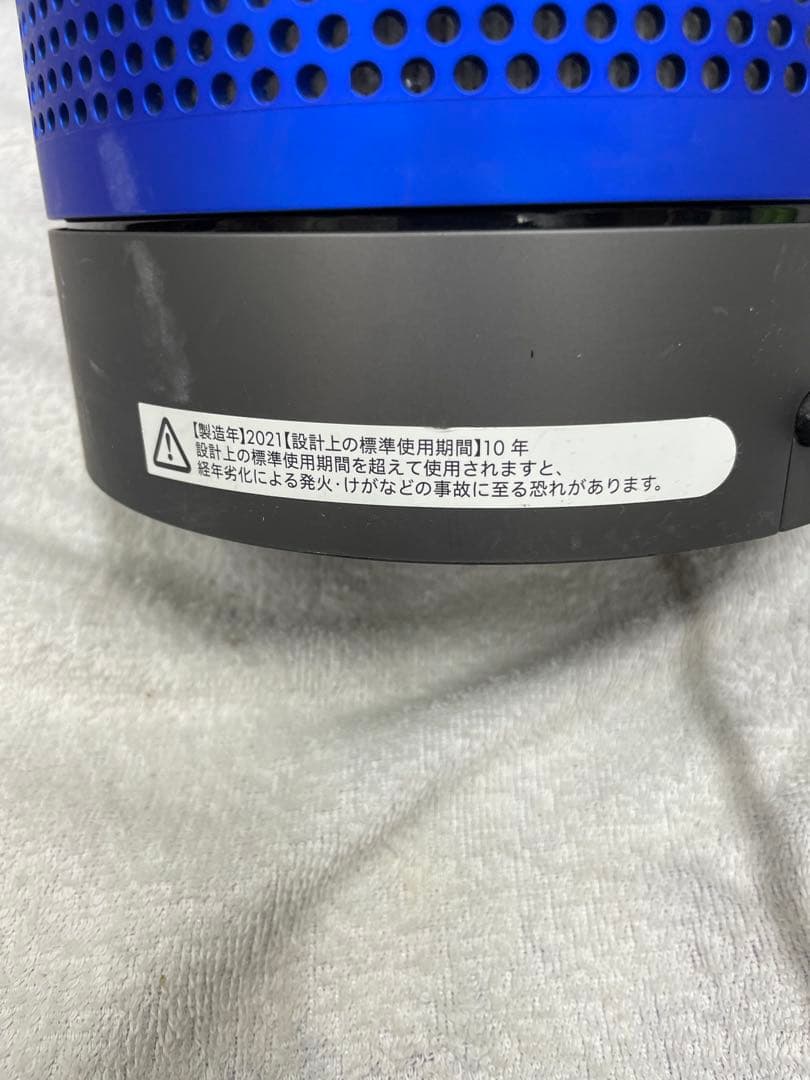 【製造年】2021【設計上の標準使用期間】10 年
設計上の標準使用期間を超えて使用されますと、
経年劣化による発火・けがなどの事故に至る恐れがあります。